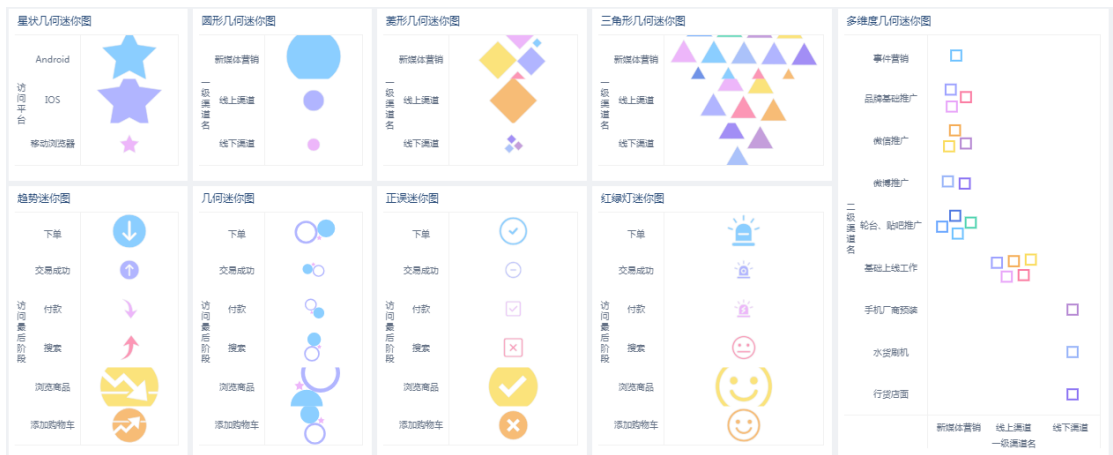 星状几何迷你图
访问平台
Android
IOS
移动浏览器
圆形几何迷你图
一级渠道名
新媒体营销
线上渠道
线下渠道
菱形几何迷你图
一级渠道名
新媒体营销
线上渠道
线下渠道
三角形几何迷你图
一级渠道名
新媒体营销
线上渠道
线下渠道
多维度几何迷你图
二级渠道名
事件营销
品牌基础推广
微信推广
微博推广
轮台、贴吧推广
基础上线工作
手机厂商预装
水货刷机
行货店面
新媒体营销 线上渠道 线下渠道
一级渠道名
趋势迷你图
访问最后阶段
下单
交易成功
付款
搜索
浏览商品
添加购物车
几何迷你图
访问最后阶段
下单
交易成功
付款
搜索
浏览商品
添加购物车
正误迷你图
访问最后阶段
下单
交易成功
付款
搜索
浏览商品
添加购物车
红绿灯迷你图
访问最后阶段
下单
交易成功
付款
搜索
浏览商品
添加购物车